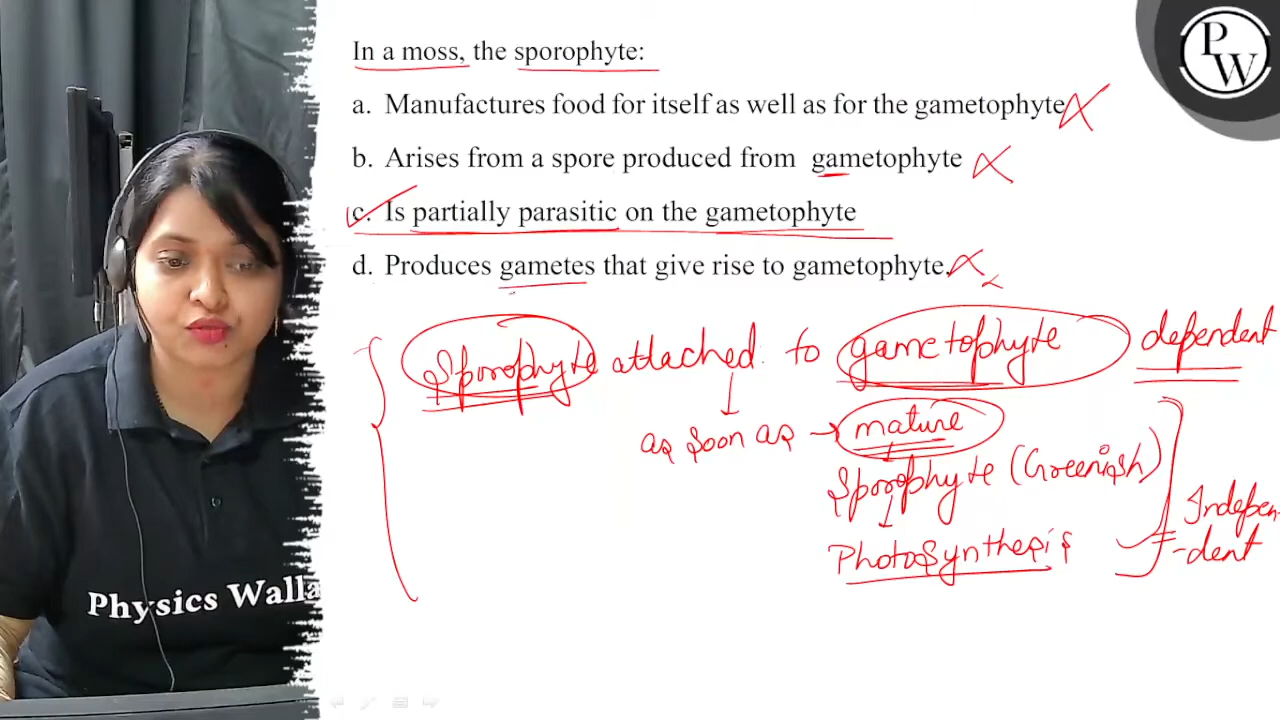 In a moss, the sporophyte:
a. Manufactures food for itself as well as for the gametophyte
b. Arises from a spore produced from gametophyte
c. Is partially parasitic on the gametophyte
d. Produces gametes that give rise to gametophyte.
Sporophyte attached to gametophyte dependent
as soon as → mature
Sporophyte (Greenish)
Photosynthesis
Indepen-
-dent
PW
Physics Walla